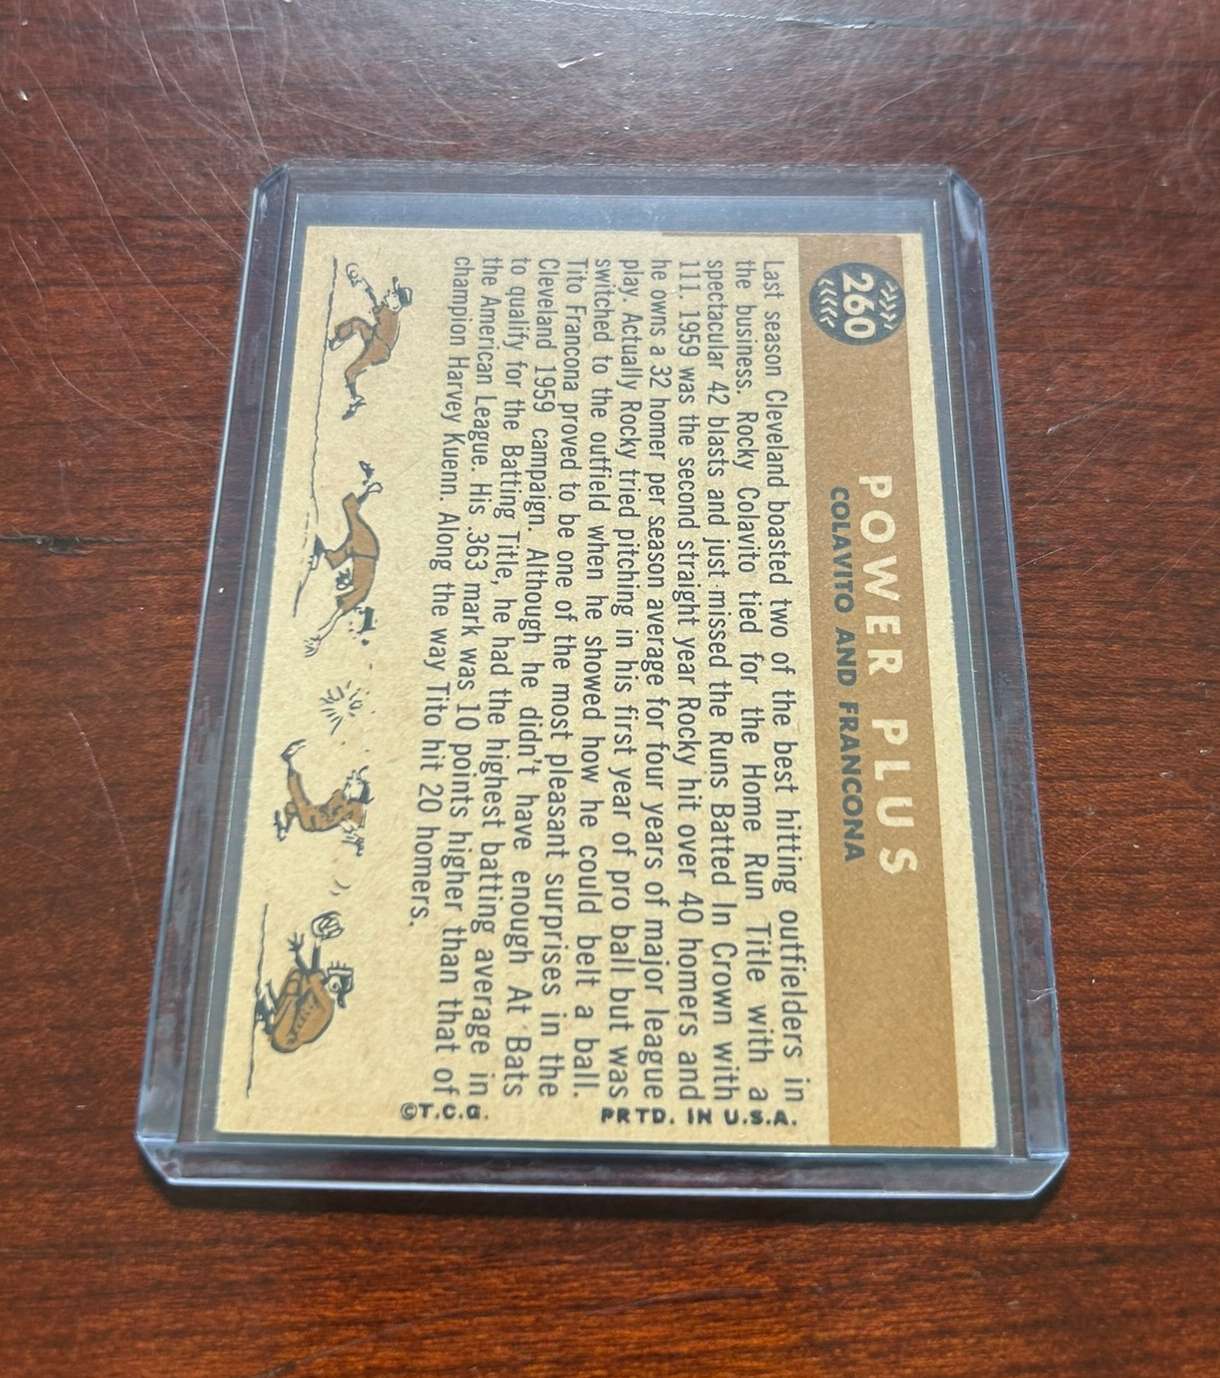 260
POWER PLUS
COLAVITO AND FRANCONA
Last season Cleveland boasted two of the best hitting outfielders in
the business. Rocky Colavito tied for the Home Run Title with a
spectacular 42 blasts and just missed the Runs Batted In Crown with
111. 1959 was the second straight year Rocky hit over 40 homers and
he owns a 32 homer per season average for four years of major league
play. Actually Rocky tried pitching in his first year of pro ball but was
switched to the outfield when he showed how he could belt a ball.
Tito Francona proved to be one of the most pleasant surprises in the
Cleveland 1959 campaign. Although he didn't have enough At Bats
to qualify for the Batting Title, he had the highest batting average in
the American League. His .363 mark was 10 points higher than that of
champion Harvey Kuenn. Along the way Tito hit 20 homers.
©T.C.G.
PRTD. IN U.S.A.